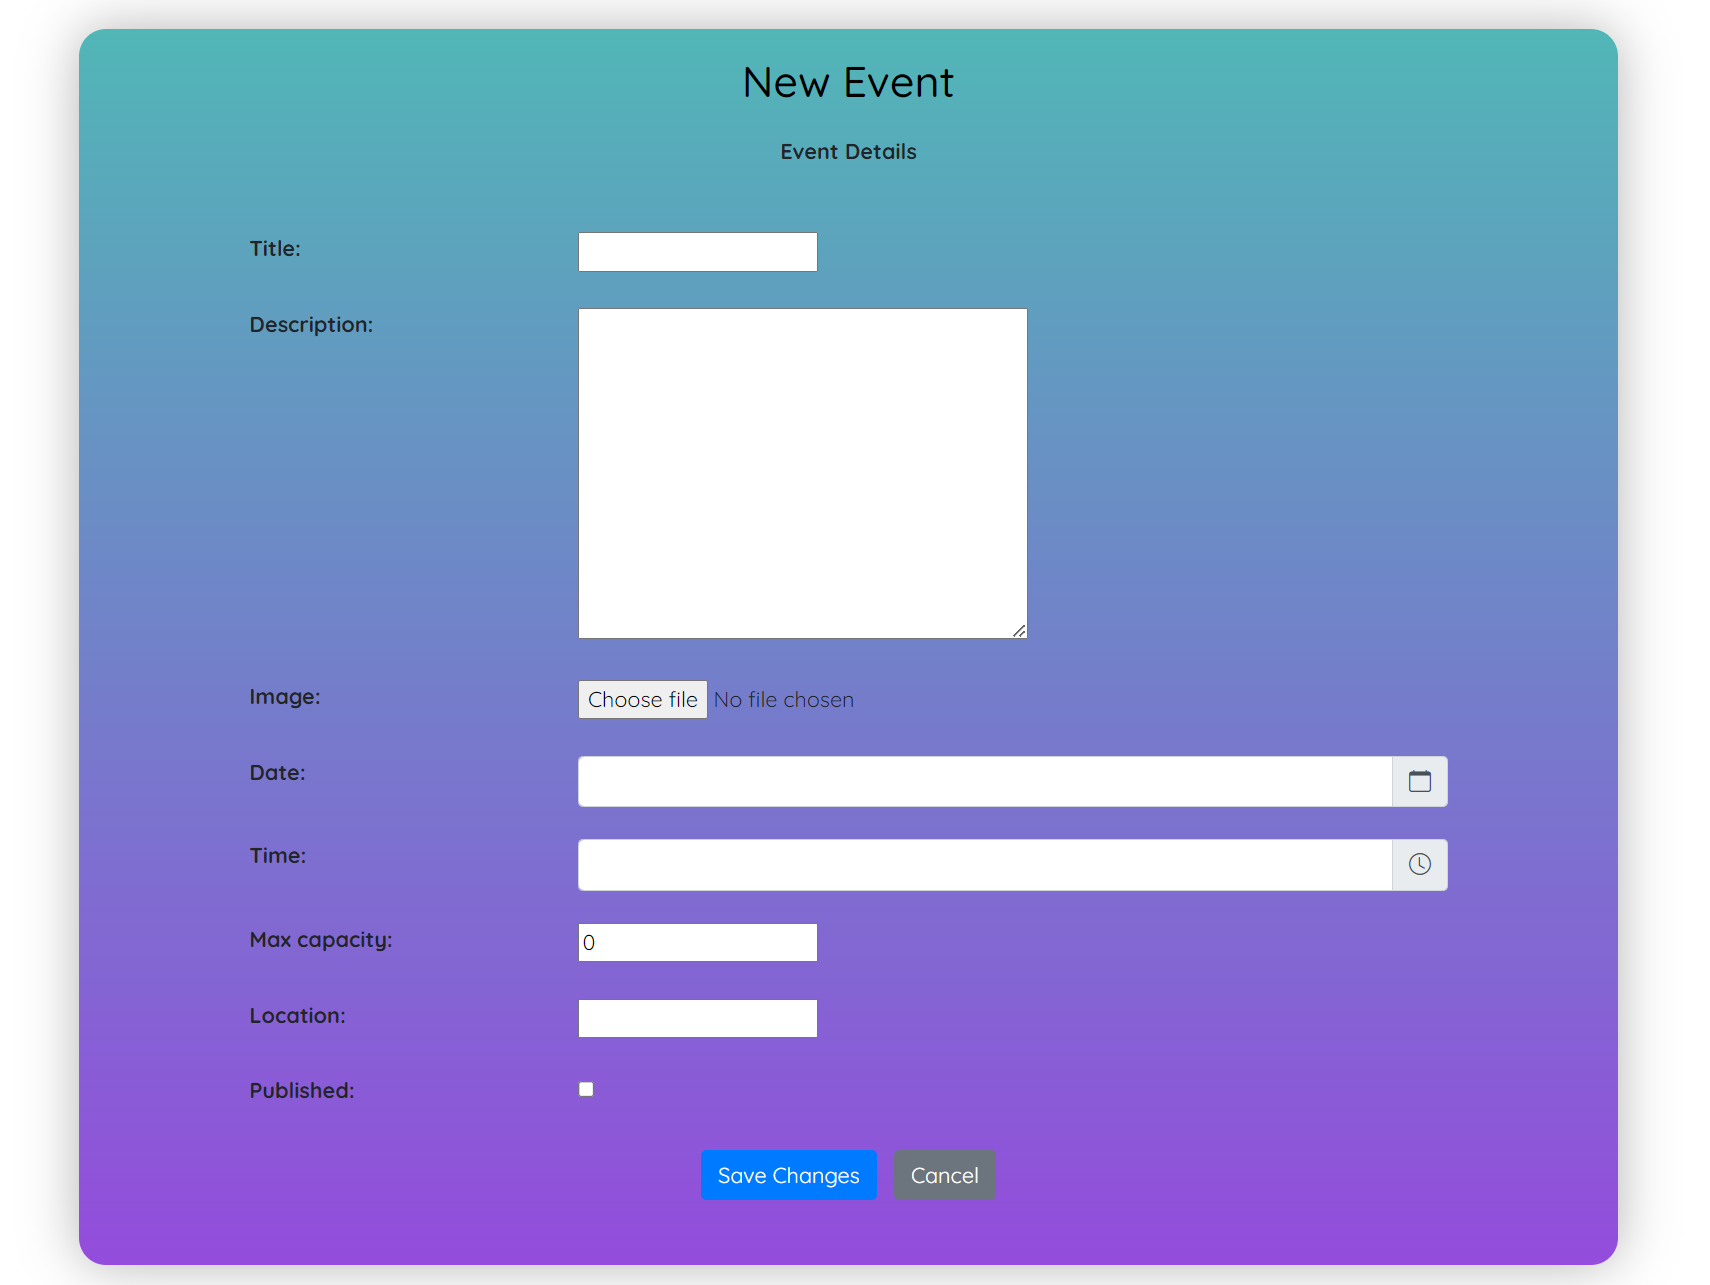 New Event
Event Details
Title:
Description:
Image: Choose file No file chosen
Date:
Time:
Max capacity: 0
Location:
Published:
Save Changes Cancel